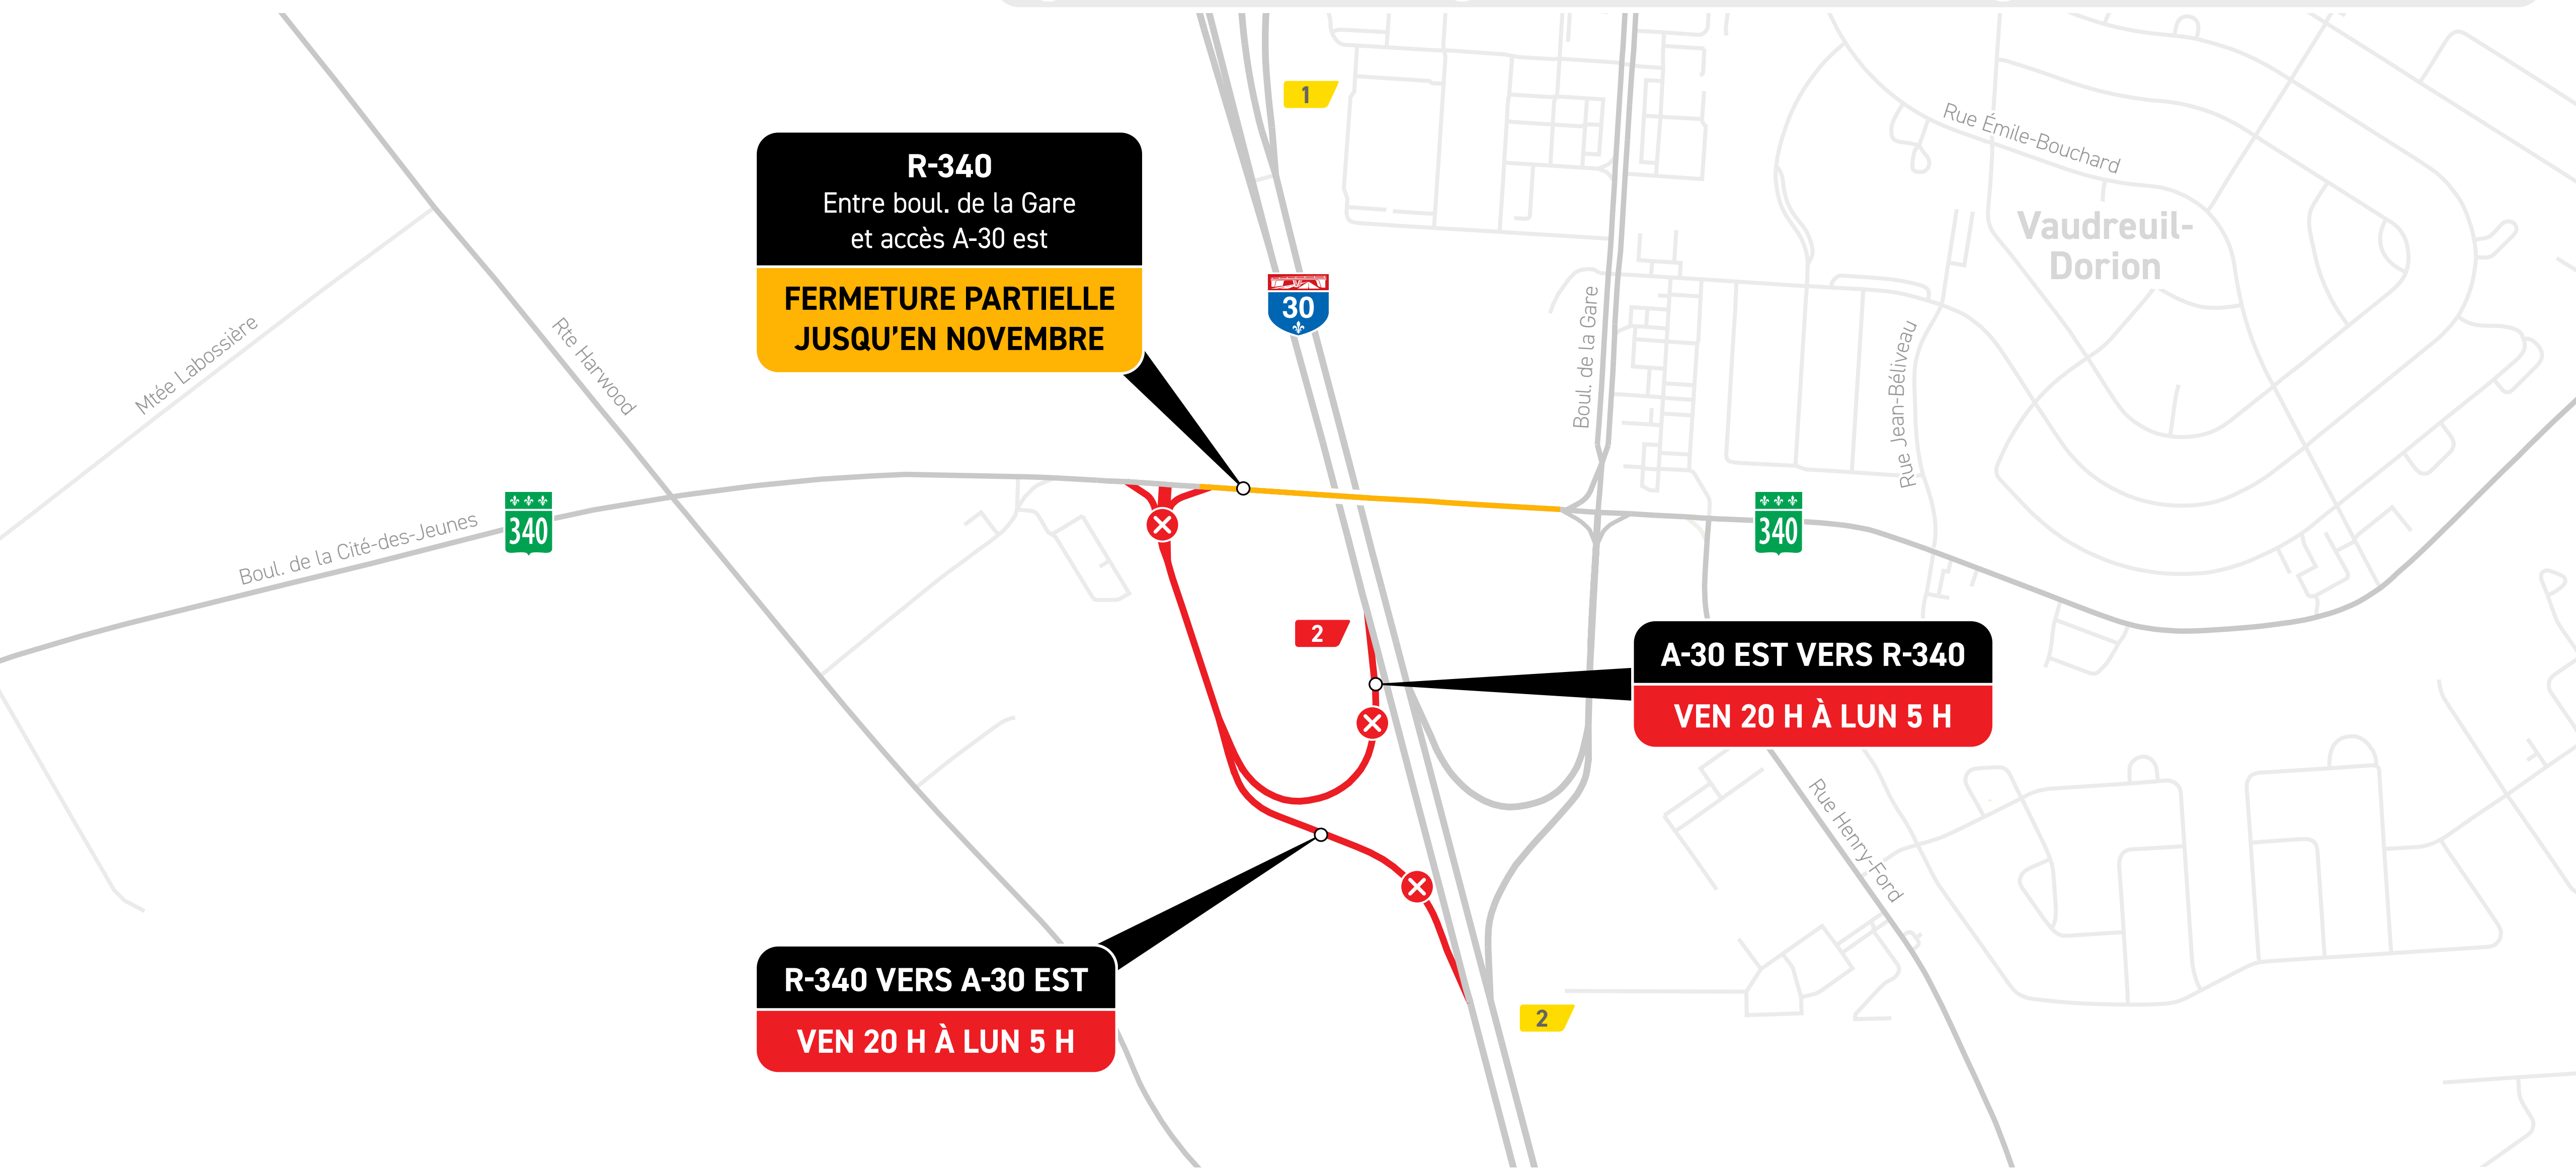 1
Rue Émile-Bouchard
R-340
Entre boul. de la Gare
et accès A-30 est
FERMETURE PARTIELLE
JUSQU'EN NOVEMBRE
Vaudreuil-
Dorion
30
Boul. de la Gare
Rue Jean-Béliveau
Mtée Labossière
Rte Harwood
340
Boul. de la Cité-des-Jeunes
340
2
A-30 EST VERS R-340
VEN 20 H À LUN 5 H
Rue Henry-Ford
R-340 VERS A-30 EST
VEN 20 H À LUN 5 H
2